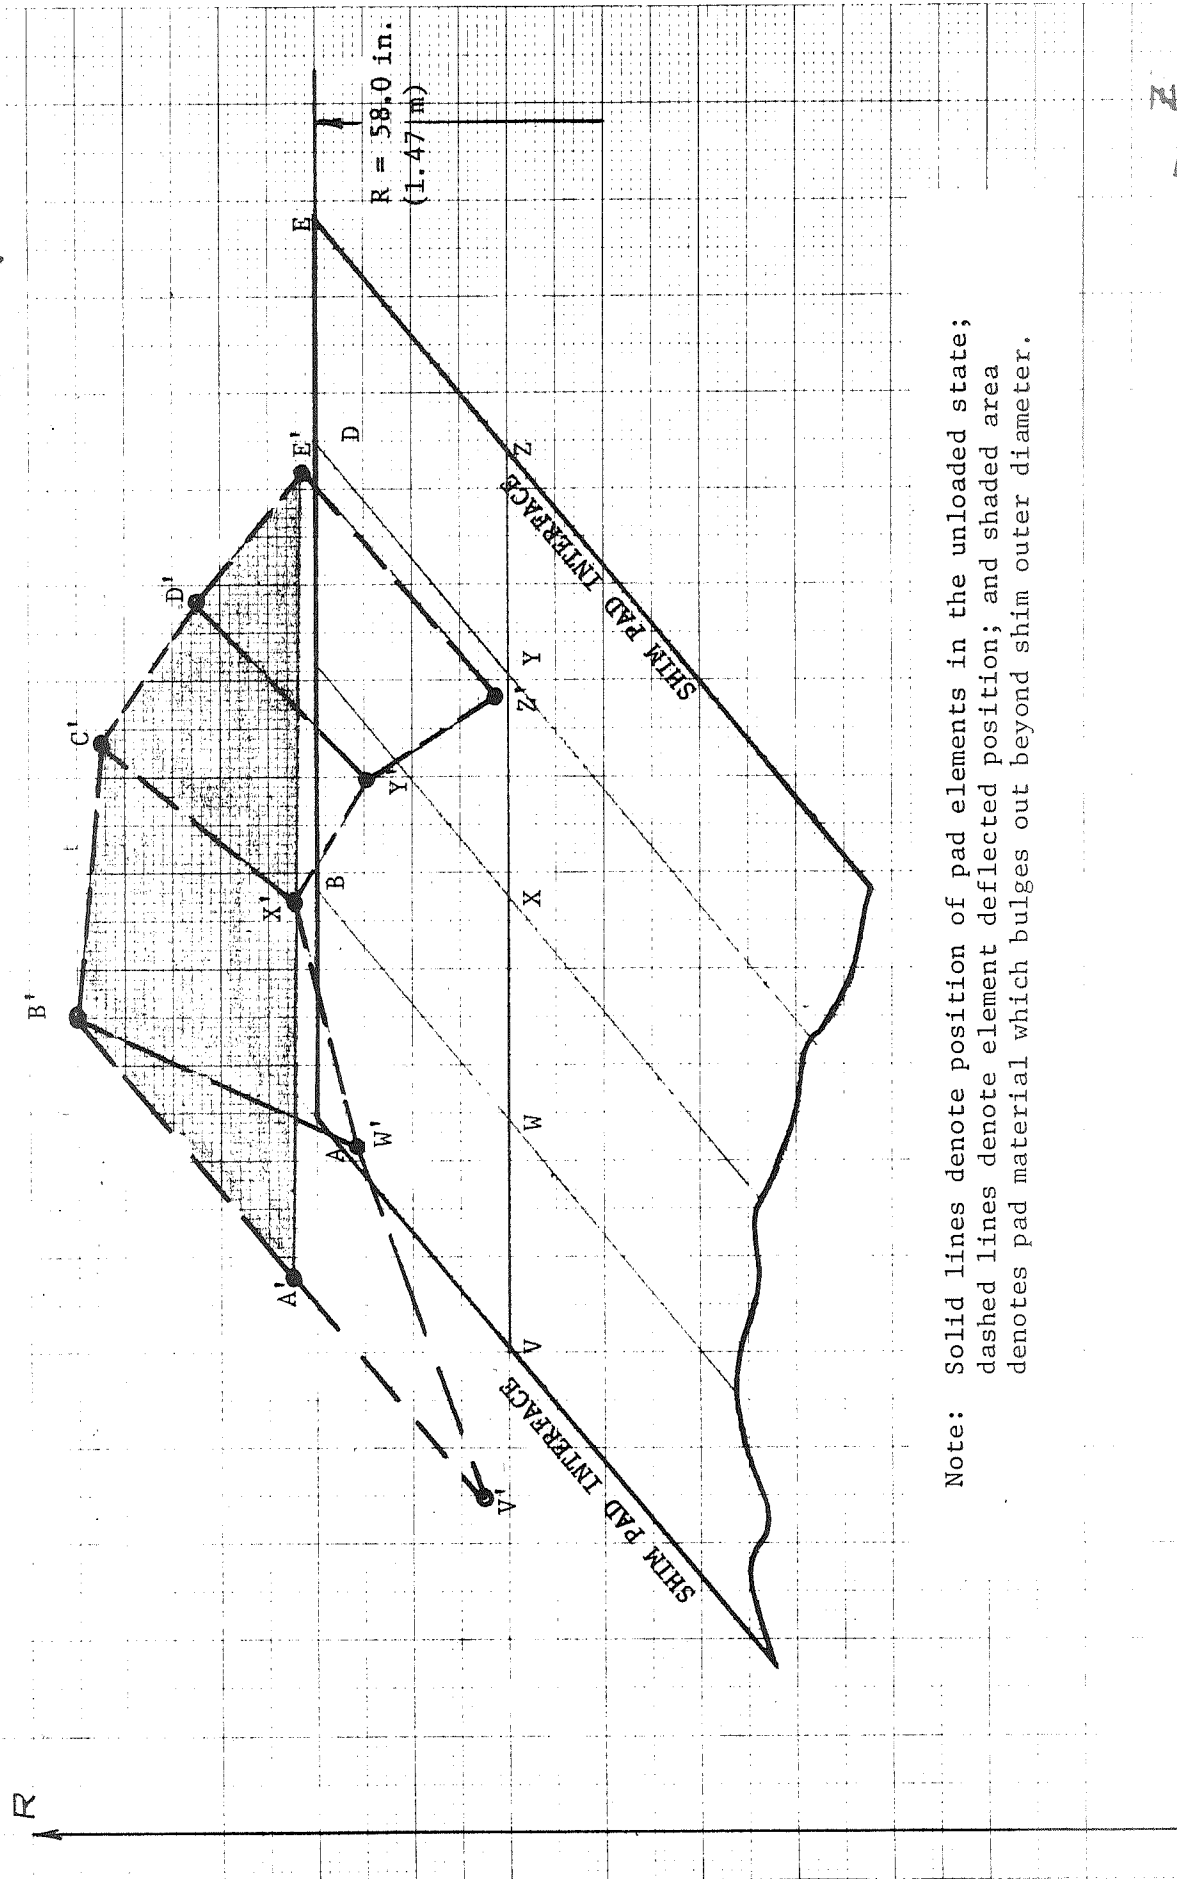 R
B'
C'
D'
E'
E
R = 58.0 in.
(1.47 m)
A'
X'
B
D
A
W'
Y'
V'
Z'
V
W
X
Y
Z
SHIM PAD INTERFACE
SHIM PAD INTERFACE
Z
Note: Solid lines denote position of pad elements in the unloaded state;
dashed lines denote element deflected position; and shaded area
denotes pad material which bulges out beyond shim outer diameter.